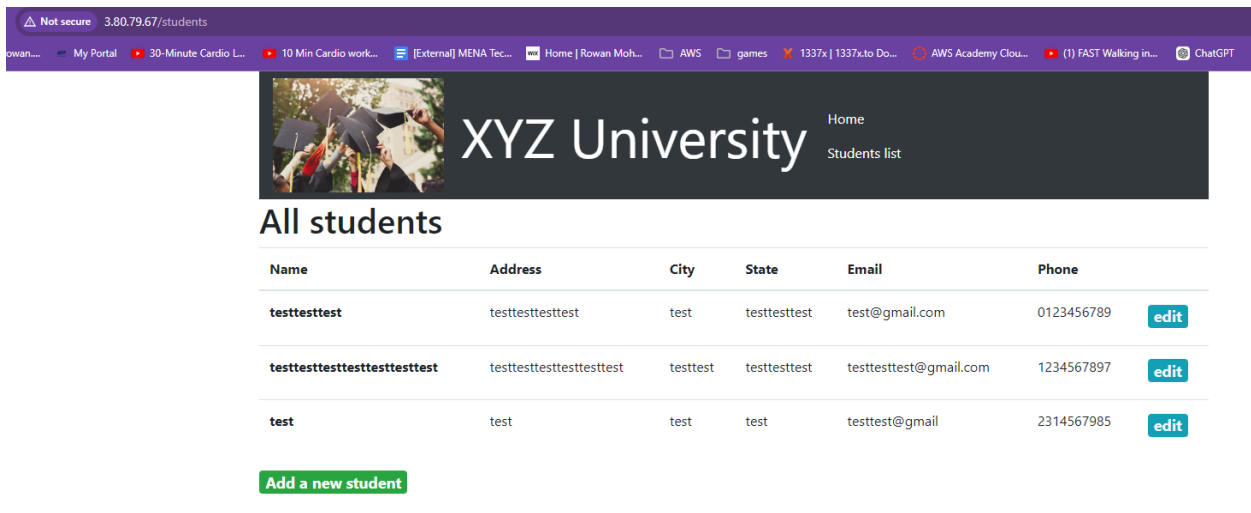 Not secure 3.80.79.67/students
owan.... My Portal 30-Minute Cardio L... 10 Min Cardio work... [External] MENA Tec... WIX Home | Rowan Moh... AWS games 1337x | 1337x.to Do... AWS Academy Clou... (1) FAST Walking in... ChatGPT
XYZ University
Home
Students list
All students
Name Address City State Email Phone
testtesttest testtesttesttest test testtesttest test@gmail.com 0123456789 edit
testtesttesttesttesttesttest testtesttesttesttesttest testtest testtesttest testtesttest@gmail.com 1234567897 edit
test test test test testtest@gmail 2314567985 edit
Add a new student